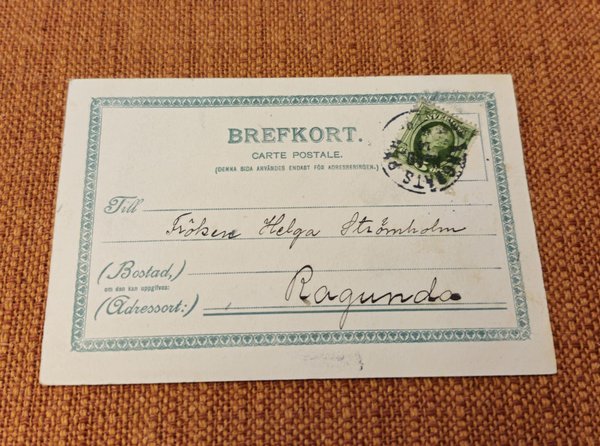 BREFKORT.
CARTE POSTALE.
(DENNA SIDA ANVÄNDES ENDAST FÖR ADRESSERINGEN.)
Till
Fröken Helga Strömholm
(Bostad,)
om den kan uppgifvas:
Ragunda
(Adressort:)